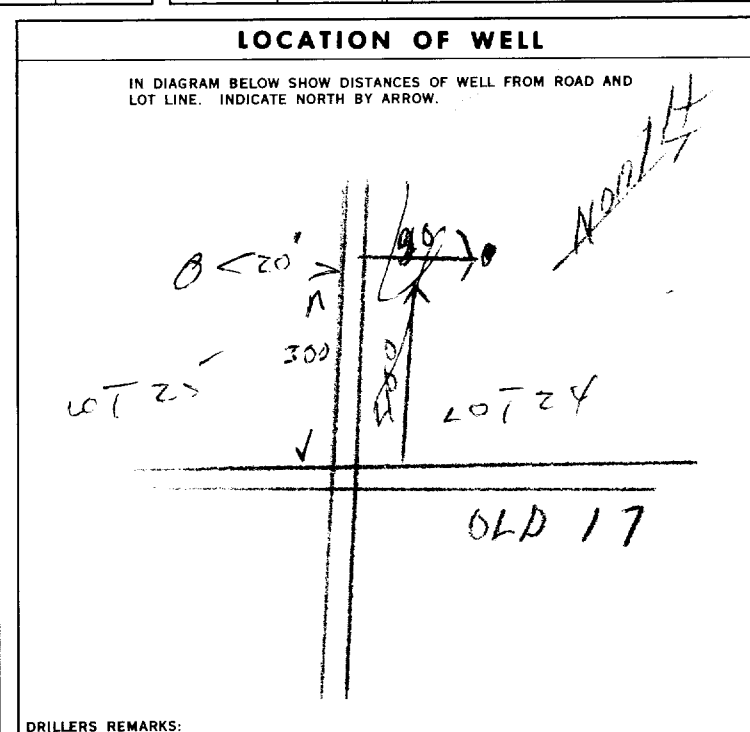 LOCATION OF WELL
IN DIAGRAM BELOW SHOW DISTANCES OF WELL FROM ROAD AND
LOT LINE. INDICATE NORTH BY ARROW.
NORTH
20'
90
300
LOT 25
LOT 24
OLD 17
DRILLERS REMARKS: